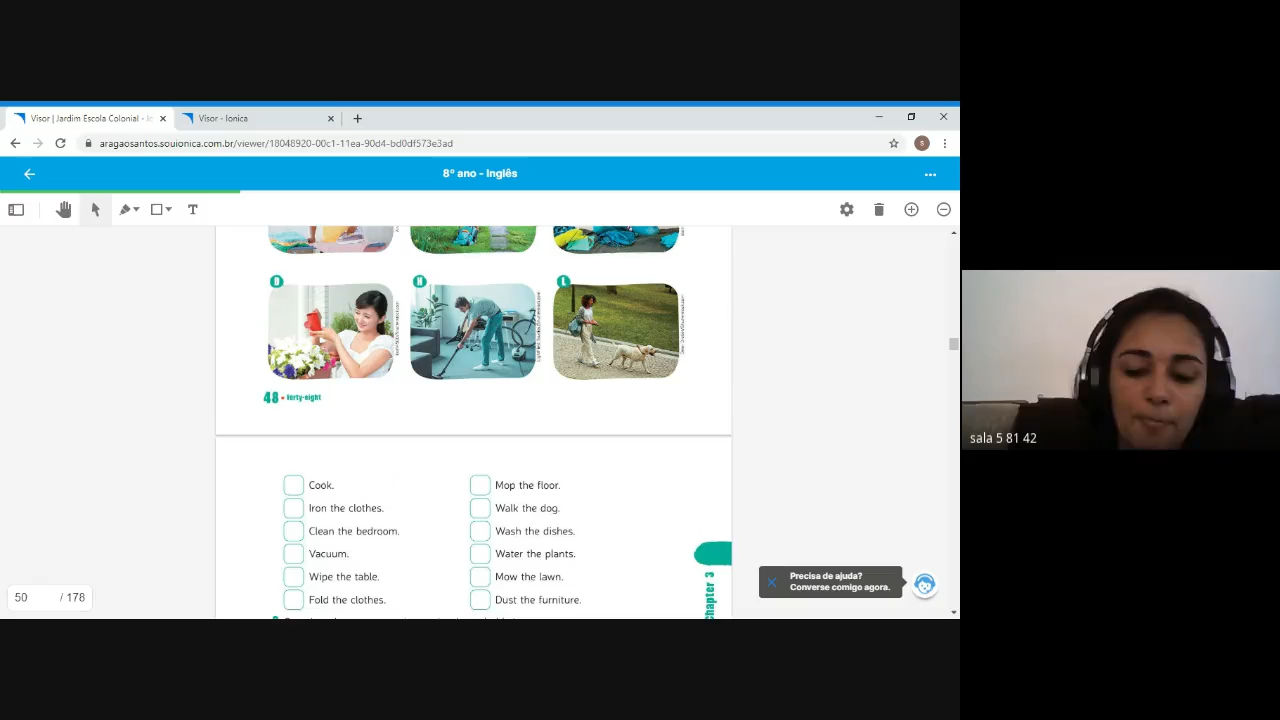 Visor | Jardim Escola Colonial - Io
Visor - Ionica
aragaosantos.souionica.com.br/viewer/18048920-00c1-11ea-90d4-bd0df573e3ad
S
8º ano - Inglês
T
D
H
L
48 • forty-eight
Cook.
Mop the floor.
Iron the clothes.
Walk the dog.
Clean the bedroom.
Wash the dishes.
Vacuum.
Water the plants.
Wipe the table.
Mow the lawn.
Fold the clothes.
Dust the furniture.
Chapter 3
50 / 178
Precisa de ajuda?
Converse comigo agora.
sala 5 81 42